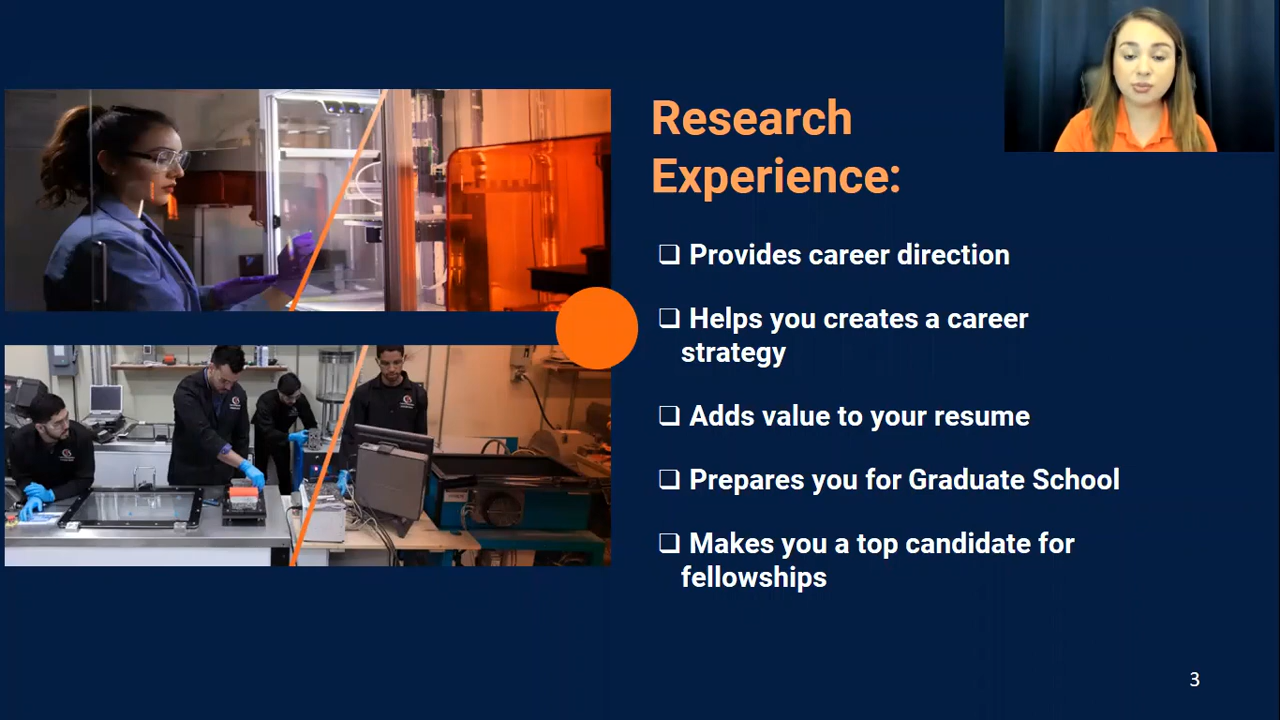 Research
Experience:
❑ Provides career direction
❑ Helps you creates a career
strategy
❑ Adds value to your resume
❑ Prepares you for Graduate School
❑ Makes you a top candidate for
fellowships
3